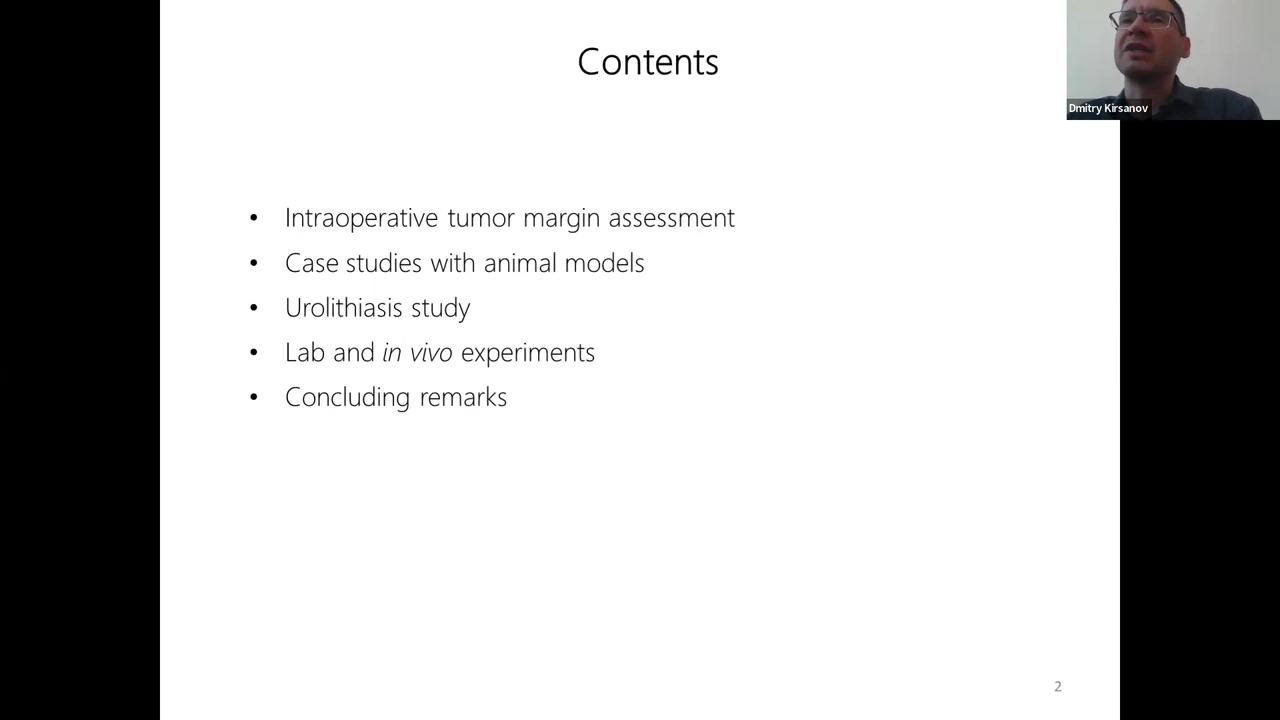 Contents
Dmitry Kirsanov
• Intraoperative tumor margin assessment
• Case studies with animal models
• Urolithiasis study
• Lab and in vivo experiments
• Concluding remarks
2